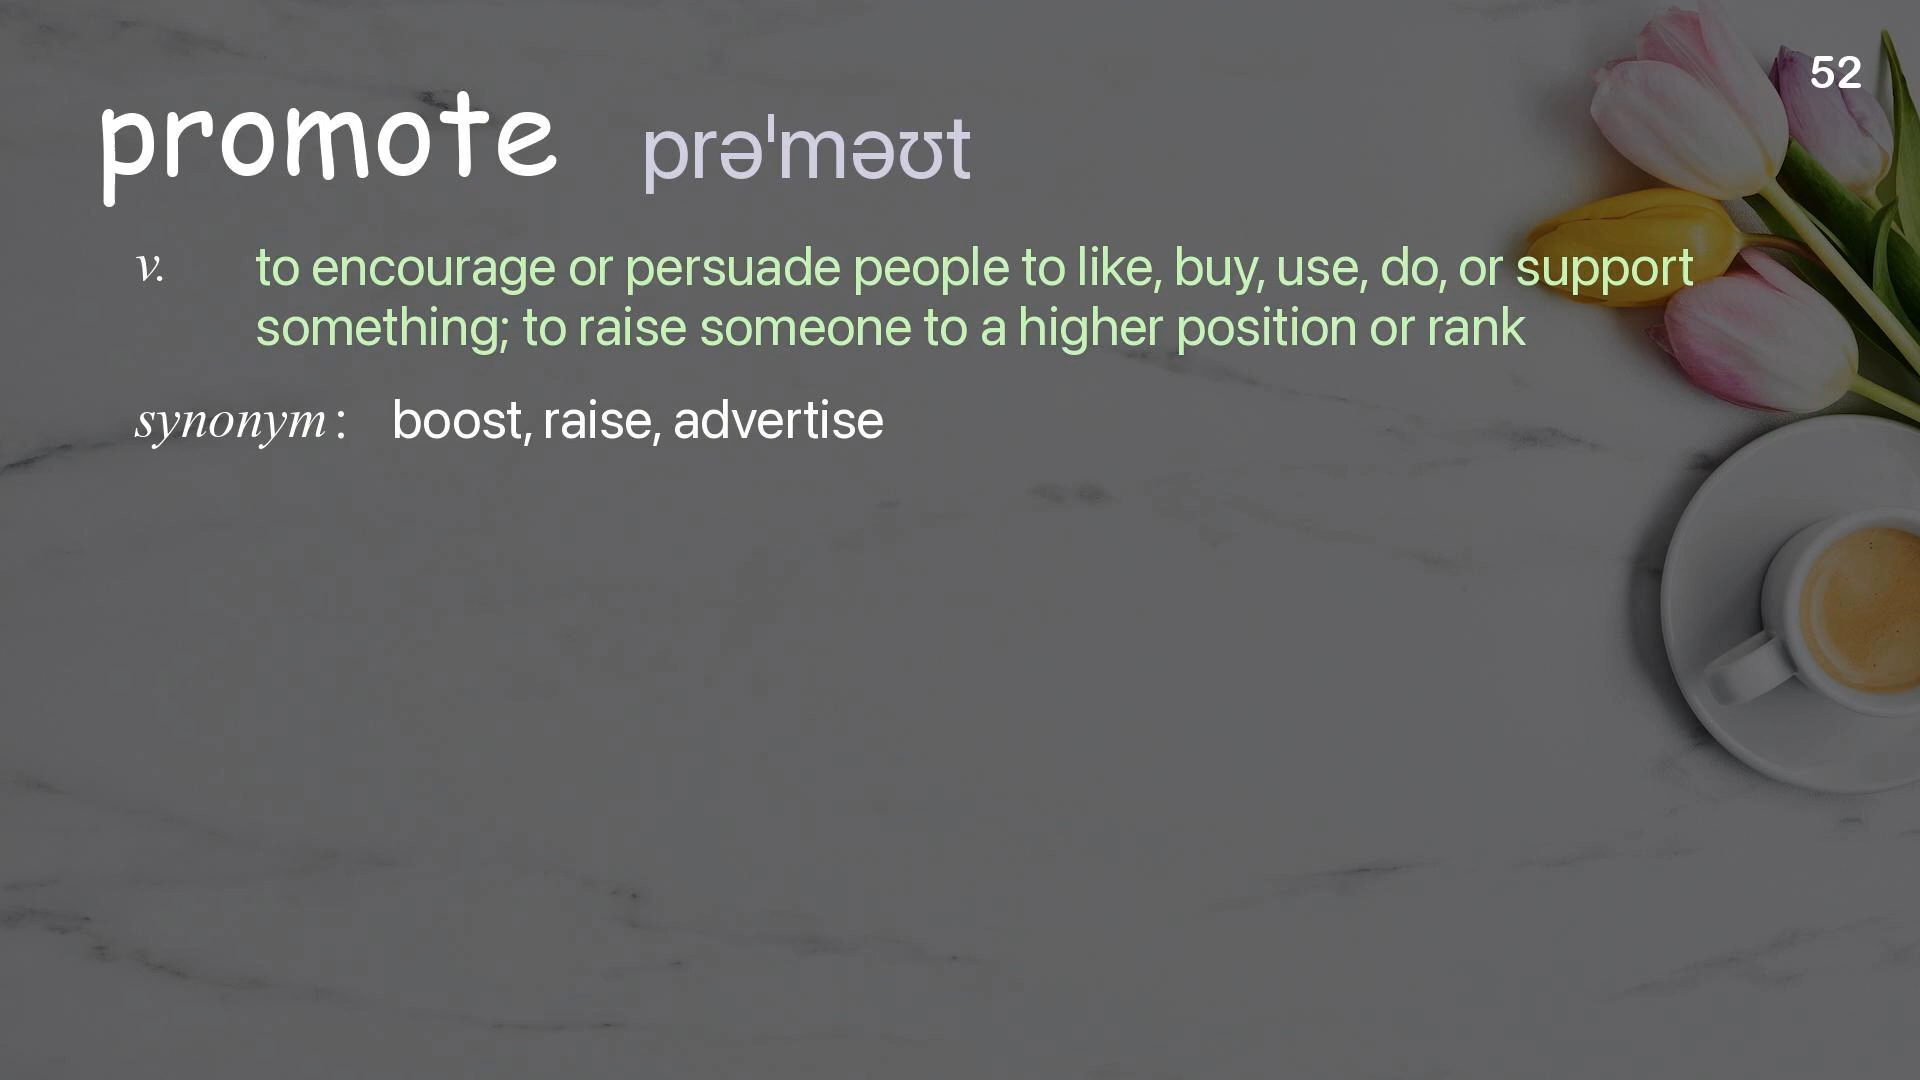 52
promote prəˈməʊt
v. to encourage or persuade people to like, buy, use, do, or support
something; to raise someone to a higher position or rank
synonym : boost, raise, advertise